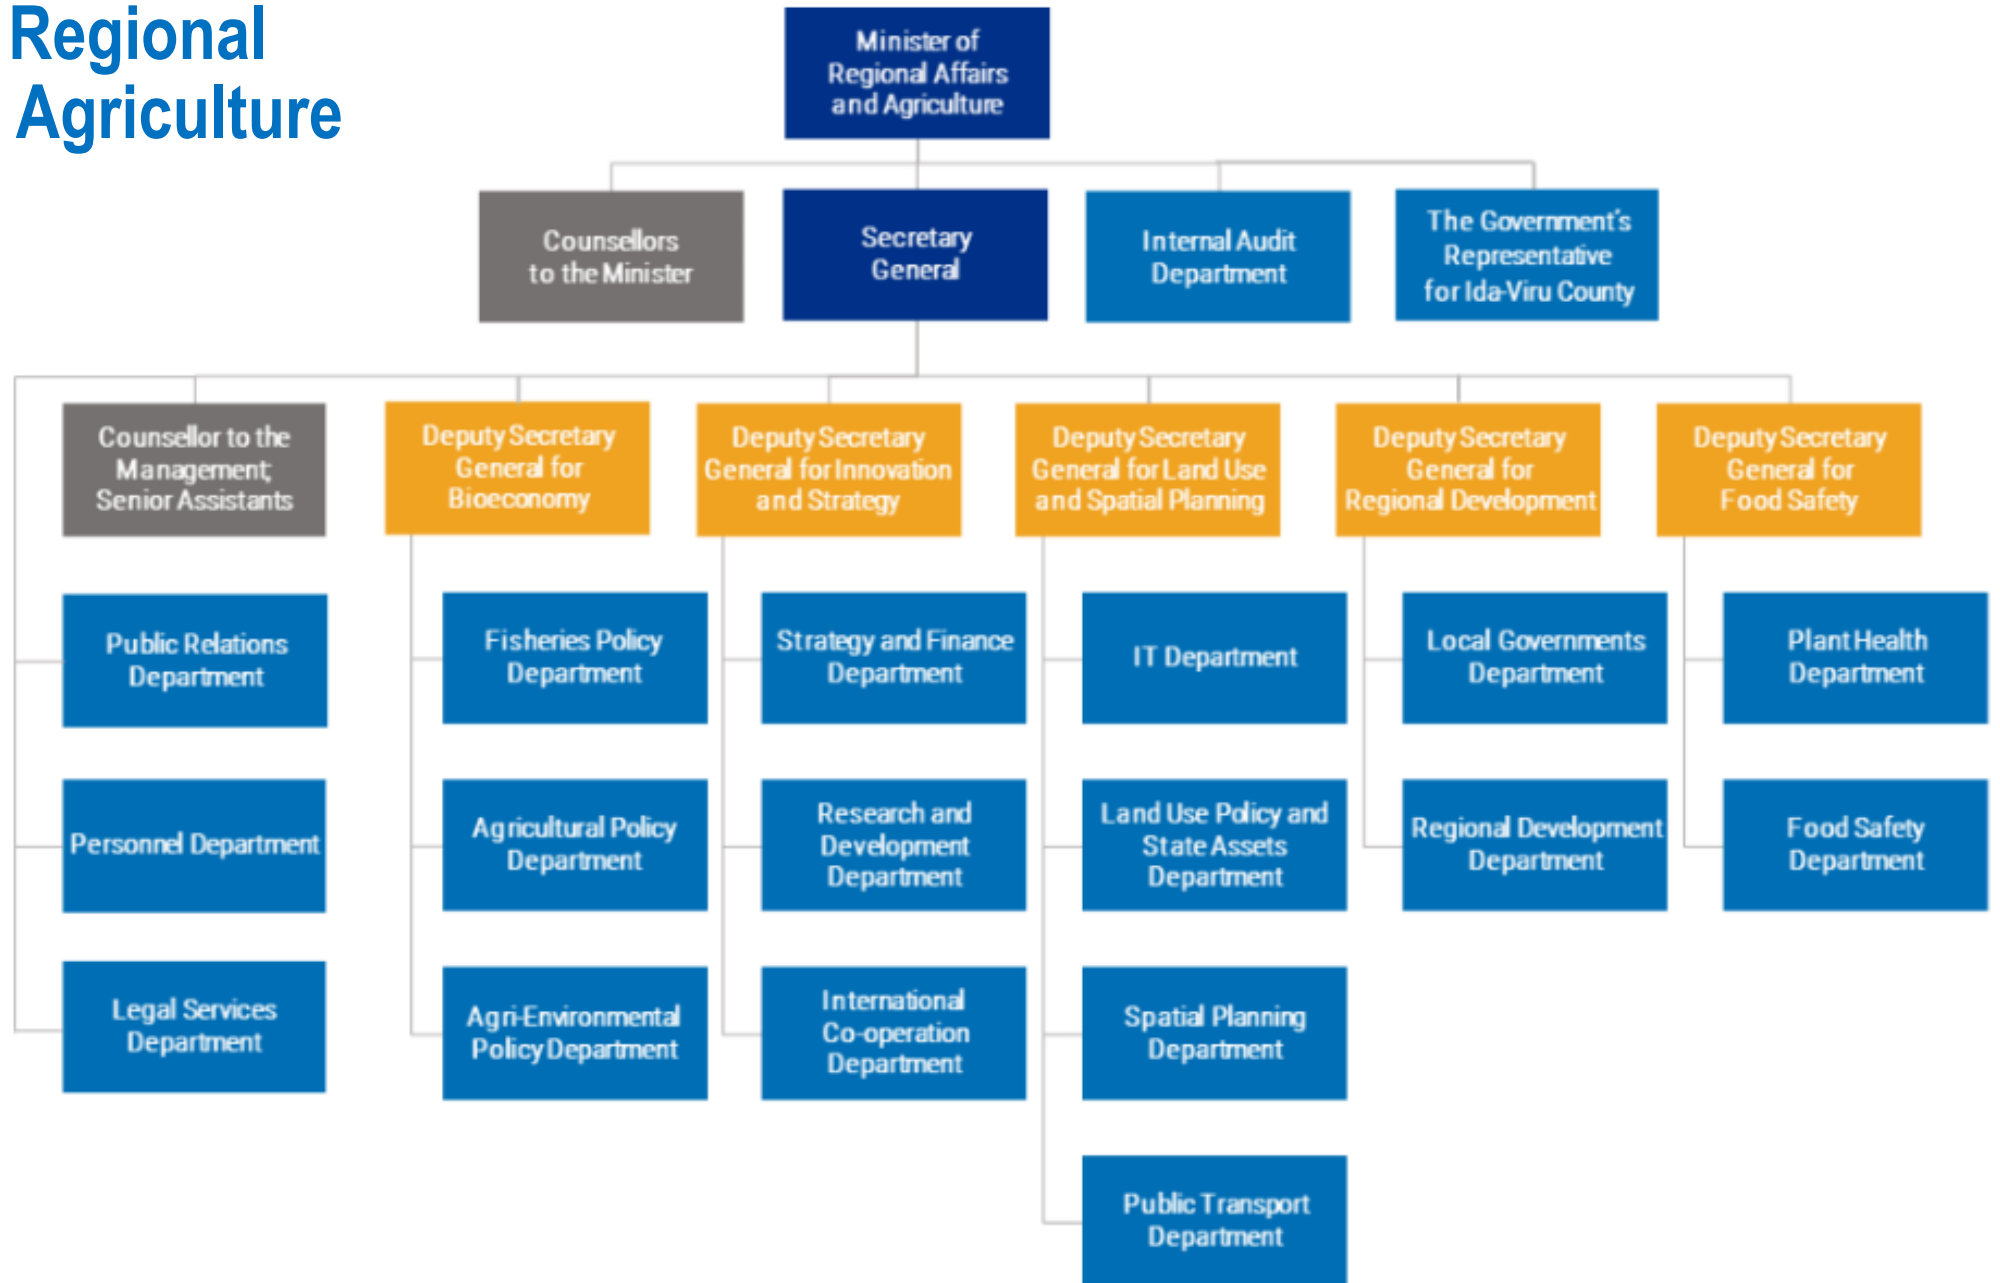 Regional
Agriculture
Minister of
Regional Affairs
and Agriculture
Counsellors
to the Minister
Secretary
General
Internal Audit
Department
The Government's
Representative
for Ida-Viru County
Counsellor to the
Management;
Senior Assistants
Deputy Secretary
General for
Bioeconomy
Deputy Secretary
General for Innovation
and Strategy
Deputy Secretary
General for Land Use
and Spatial Planning
Deputy Secretary
General for
Regional Development
Deputy Secretary
General for
Food Safety
Public Relations
Department
Fisheries Policy
Department
Strategy and Finance
Department
IT Department
Local Governments
Department
Plant Health
Department
Personnel Department
Agricultural Policy
Department
Research and
Development
Department
Land Use Policy and
State Assets
Department
Regional Development
Department
Food Safety
Department
Legal Services
Department
Agri-Environmental
Policy Department
International
Co-operation
Department
Spatial Planning
Department
Public Transport
Department